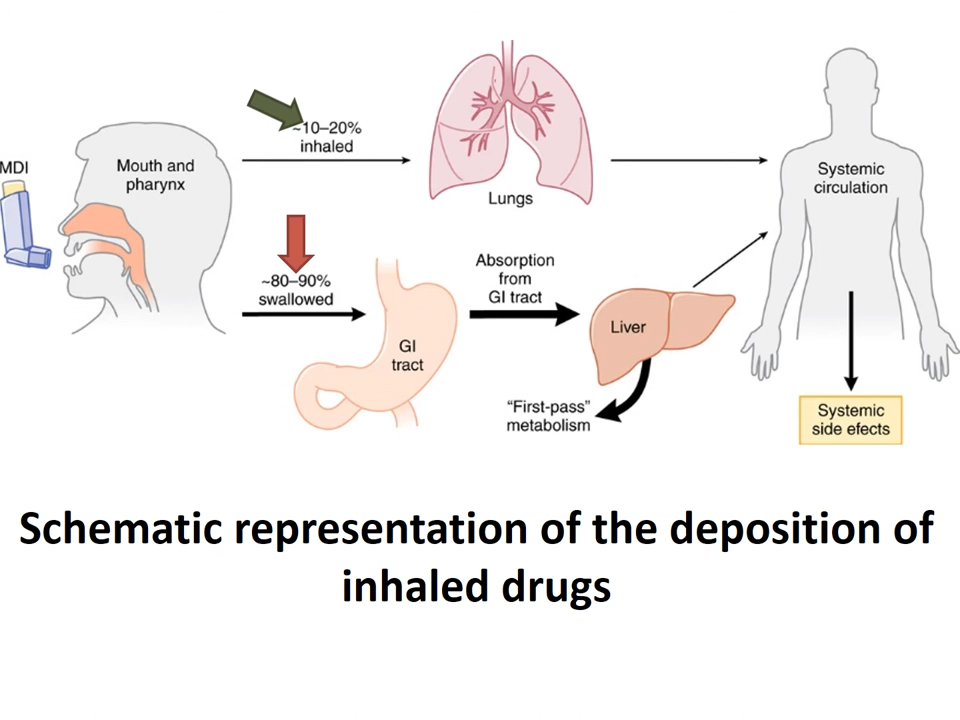 MDI
Mouth and
pharynx
~10–20%
inhaled
Lungs
Systemic
circulation
~80–90%
swallowed
GI
tract
Absorption
from
GI tract
Liver
“First-pass”
metabolism
Systemic
side efects
Schematic representation of the deposition of
inhaled drugs